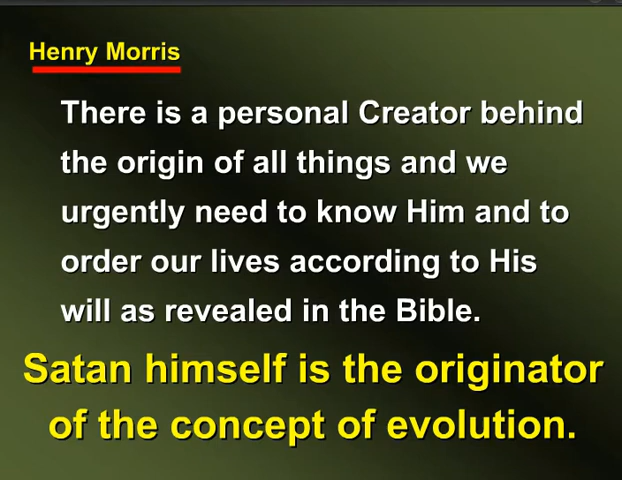 Henry Morris
There is a personal Creator behind
the origin of all things and we
urgently need to know Him and to
order our lives according to His
will as revealed in the Bible.
Satan himself is the originator
of the concept of evolution.